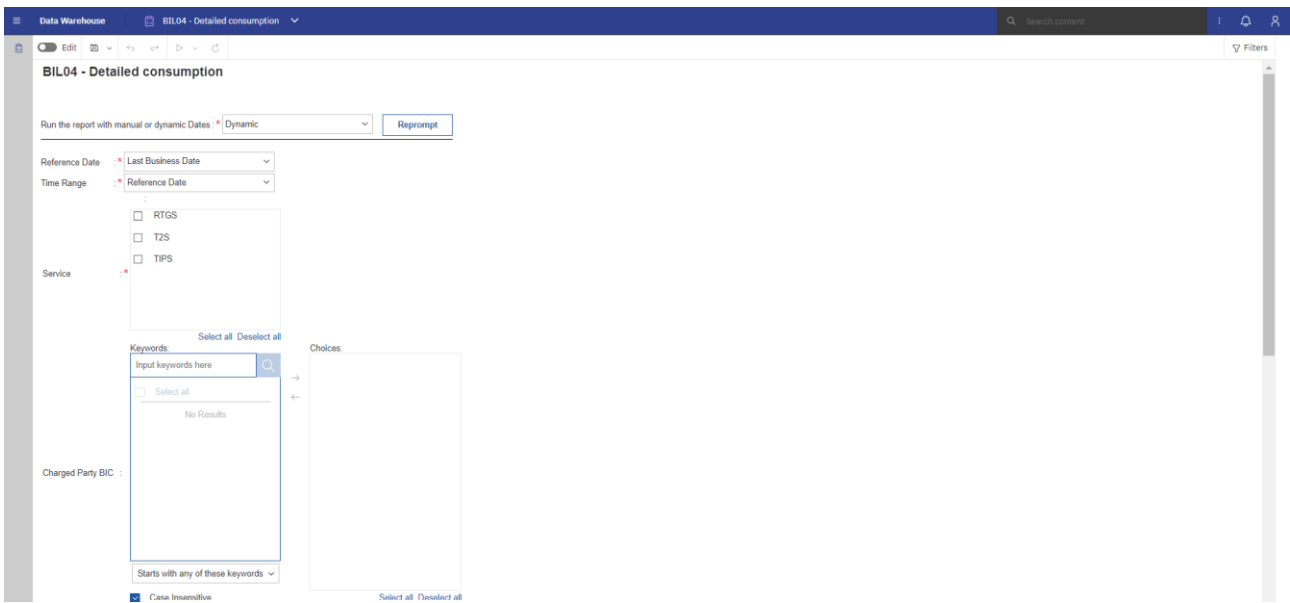 Data Warehouse BIL04 - Detailed consumption Search content
Edit Filters
BIL04 - Detailed consumption
Run the report with manual or dynamic Dates : * Dynamic Reprompt
Reference Date : * Last Business Date
Time Range : * Reference Date
:
RTGS
T2S
TIPS
Service : *
Select all Deselect all
Keywords: Choices:
Input keywords here
Select all
No Results
Charged Party BIC :
Starts with any of these keywords
Case Insensitive Select all Deselect all